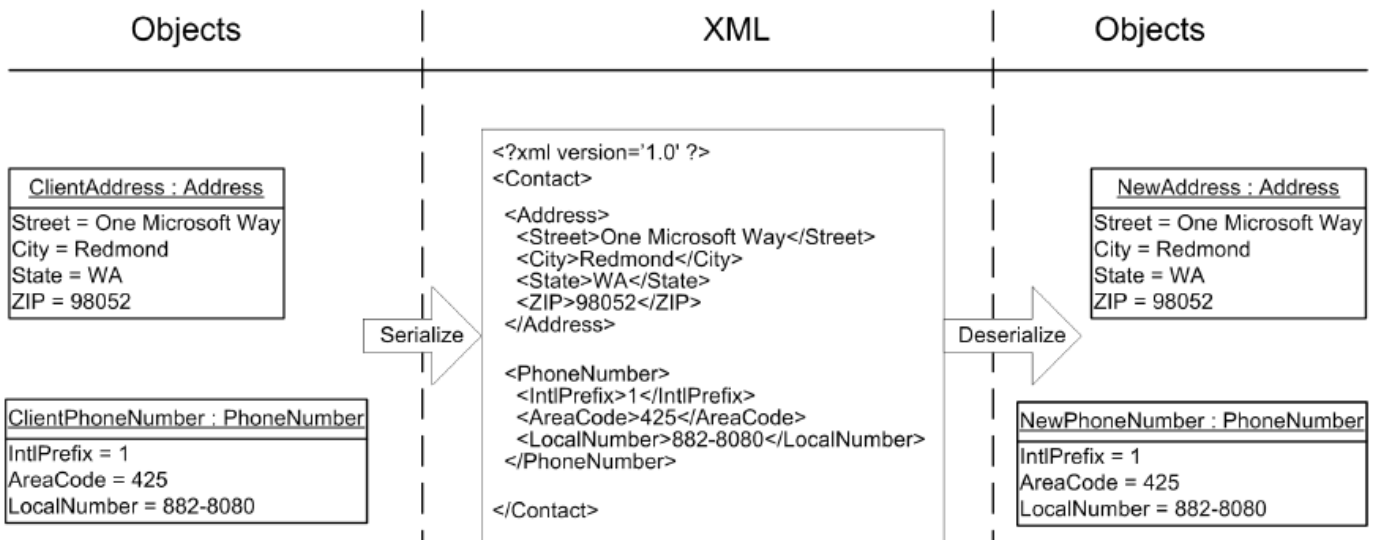 Objects
XML
Objects
ClientAddress : Address
Street = One Microsoft Way
City = Redmond
State = WA
ZIP = 98052
ClientPhoneNumber : PhoneNumber
IntlPrefix = 1
AreaCode = 425
LocalNumber = 882-8080
Serialize
<?xml version='1.0' ?>
<Contact>
<Address>
<Street>One Microsoft Way</Street>
<City>Redmond</City>
<State>WA</State>
<ZIP>98052</ZIP>
</Address>
<PhoneNumber>
<IntlPrefix>1</IntlPrefix>
<AreaCode>425</AreaCode>
<LocalNumber>882-8080</LocalNumber>
</PhoneNumber>
</Contact>
Deserialize
NewAddress : Address
Street = One Microsoft Way
City = Redmond
State = WA
ZIP = 98052
NewPhoneNumber : PhoneNumber
IntlPrefix = 1
AreaCode = 425
LocalNumber = 882-8080